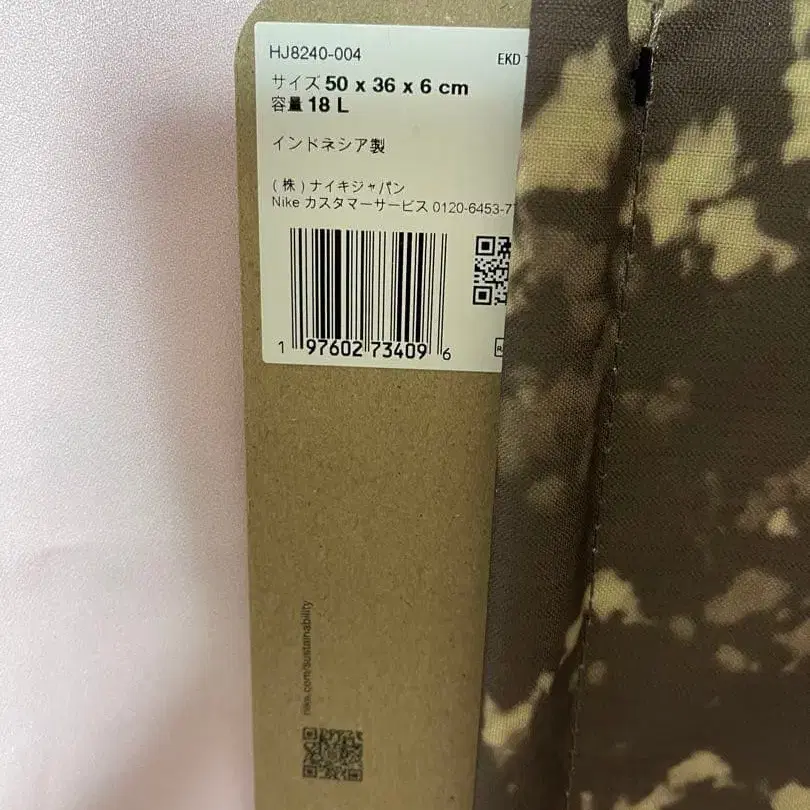 HJ8240-004
EKD
サイズ 50 x 36 x 6 cm
容量 18 L
インドネシア製
(株)ナイキジャパン
Nike カスタマーサービス 0120-6453-7
1 97602 73409 6
nike.com/sustainability